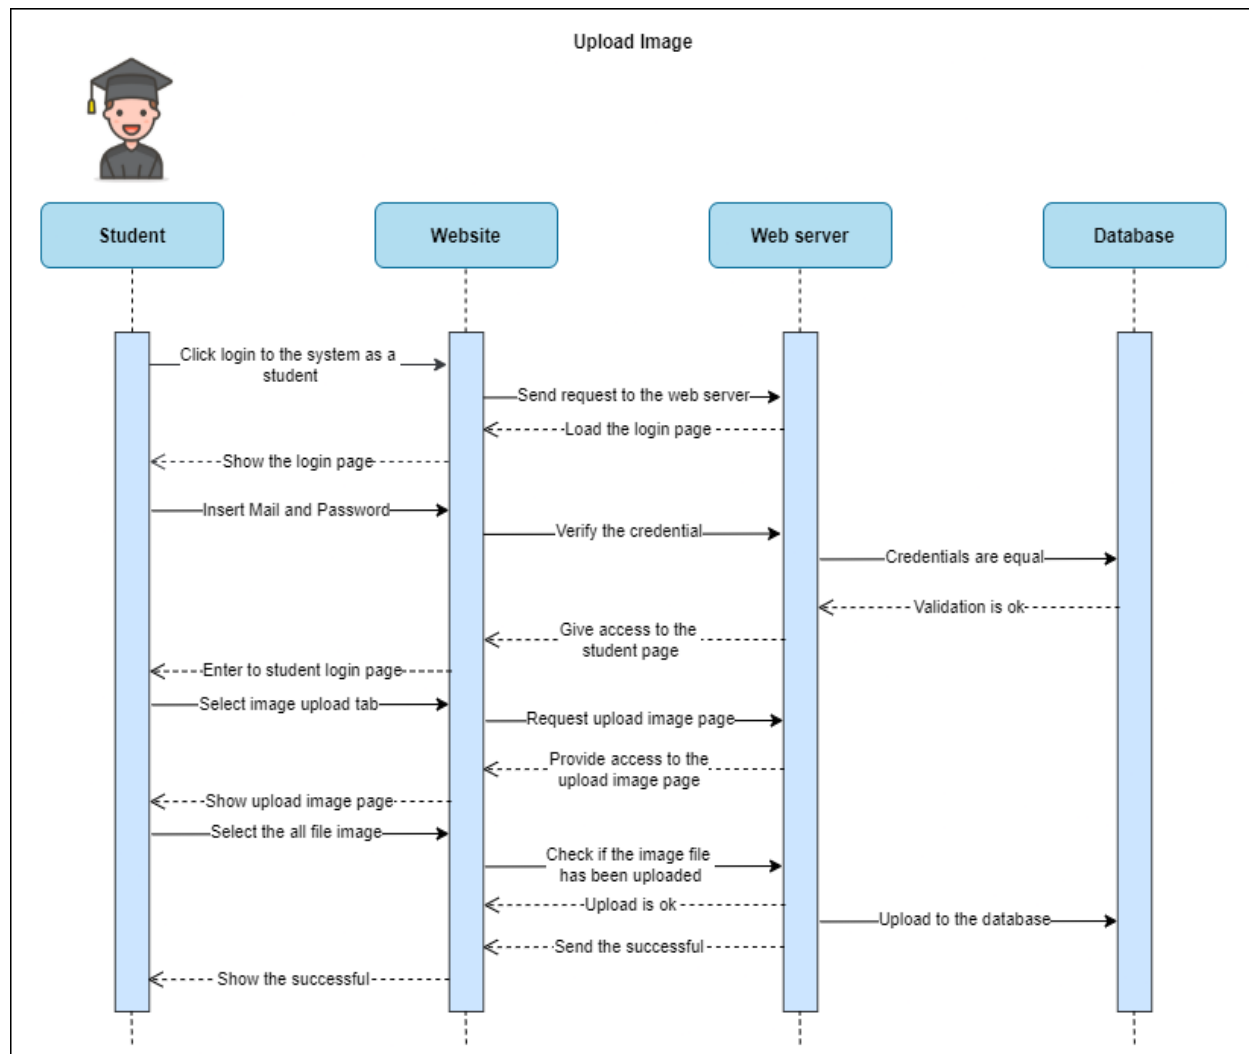 Upload Image
Student
Website
Web server
Database
Click login to the system as a
student
Send request to the web server
Load the login page
Show the login page
Insert Mail and Password
Verify the credential
Credentials are equal
Validation is ok
Give access to the
student page
Enter to student login page
Select image upload tab
Request upload image page
Provide access to the
upload image page
Show upload image page
Select the all file image
Check if the image file
has been uploaded
Upload is ok
Upload to the database
Send the successful
Show the successful